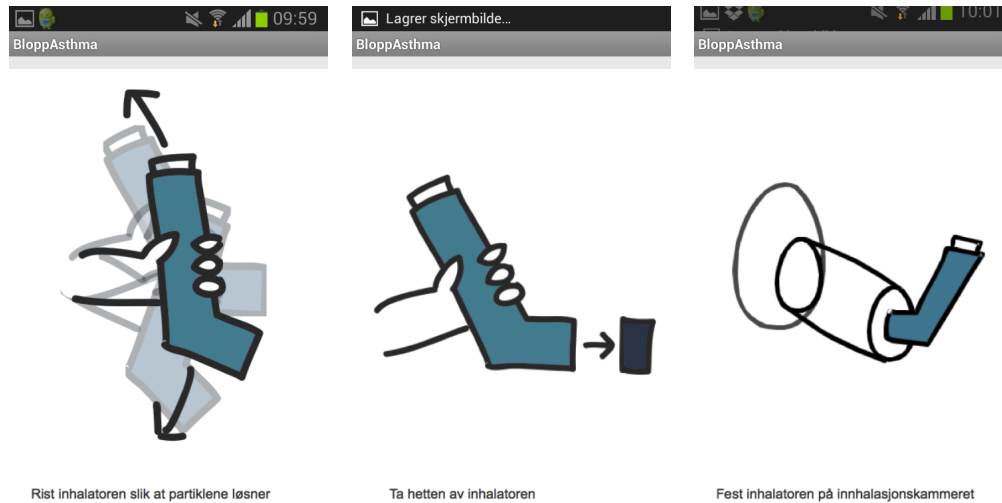 09:59
BloppAsthma
Rist inhalatoren slik at partiklene løsner
Lagrer skjermbilde...
BloppAsthma
Ta hetten av inhalatoren
10:01
BloppAsthma
Fest inhalatoren på innhalasjonskammeret